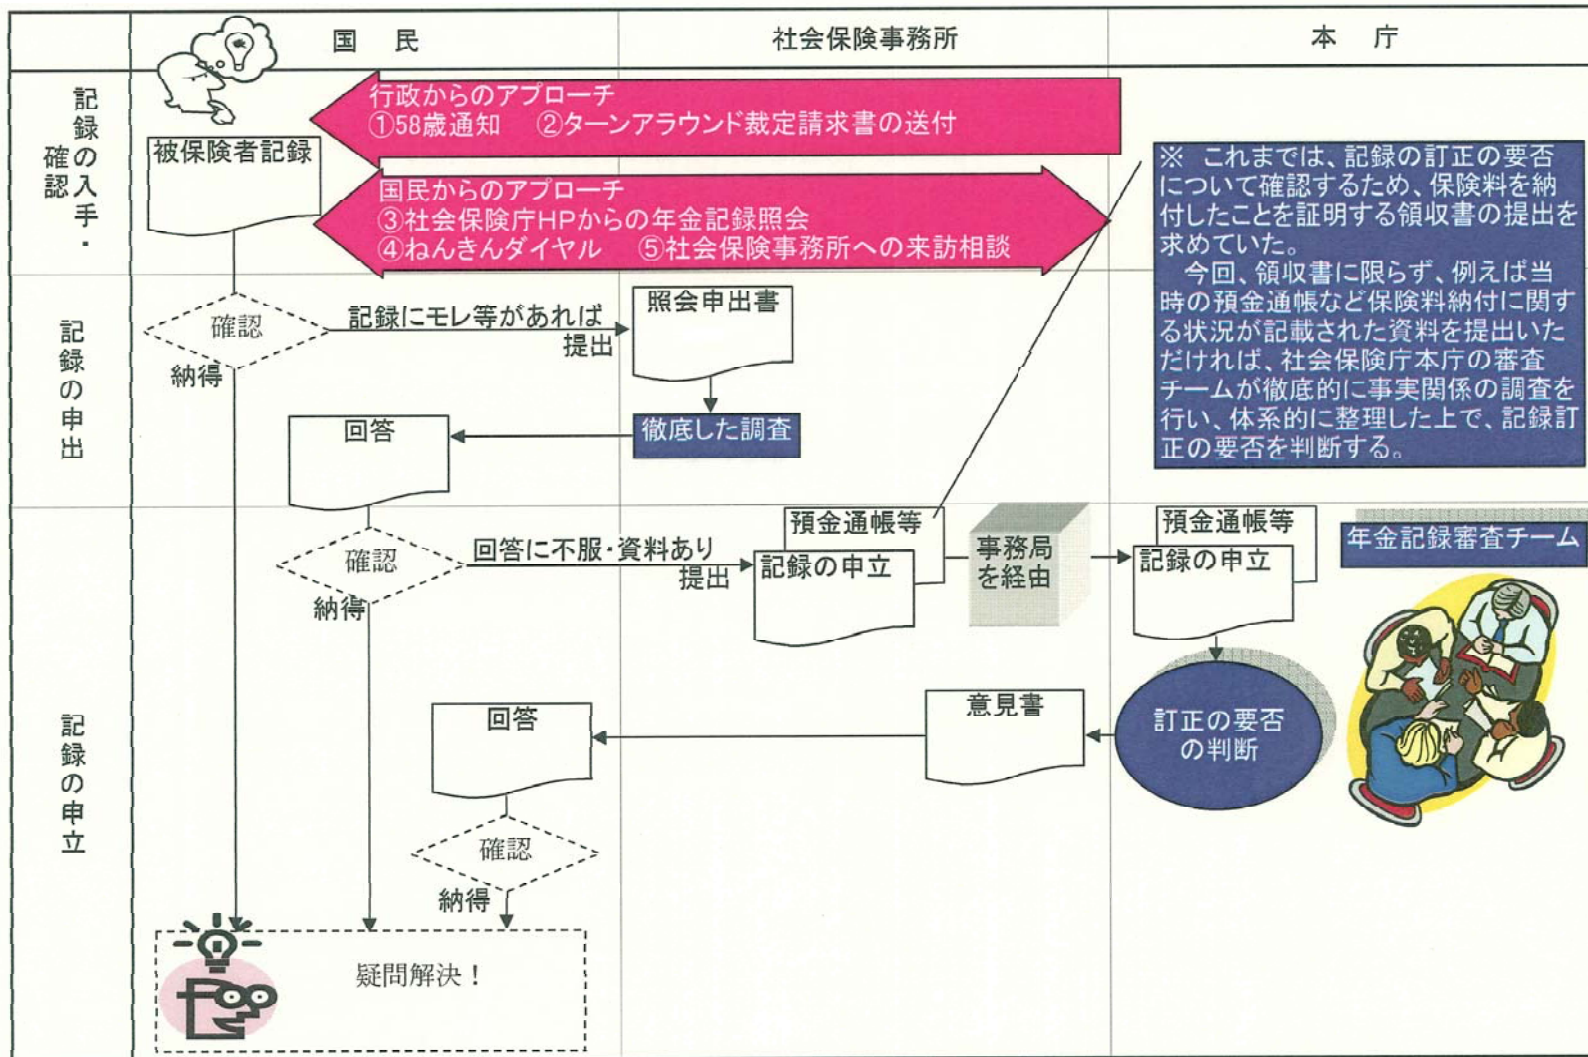 国 民
社会保険事務所
本 庁
記録の入手・
確認
行政からのアプローチ
①58歳通知 ②ターンアラウンド裁定請求書の送付
被保険者記録
国民からのアプローチ
③社会保険庁HPからの年金記録照会
④ねんきんダイヤル ⑤社会保険事務所への来訪相談
※ これまでは、記録の訂正の要否
について確認するため、保険料を納
付したことを証明する領収書の提出を
求めていた。
今回、領収書に限らず、例えば当
時の預金通帳など保険料納付に関す
る状況が記載された資料を提出いた
だければ、社会保険庁本庁の審査
チームが徹底的に事実関係の調査を
行い、体系的に整理した上で、記録訂
正の要否を判断する。
記録の申出
確認
記録にモレ等があれば
提出
納得
照会申出書
徹底した調査
回答
記録の申立
確認
回答に不服・資料あり
提出
納得
預金通帳等
記録の申立
事務局
を経由
預金通帳等
記録の申立
年金記録審査チーム
訂正の要否
の判断
意見書
回答
確認
納得
疑問解決！